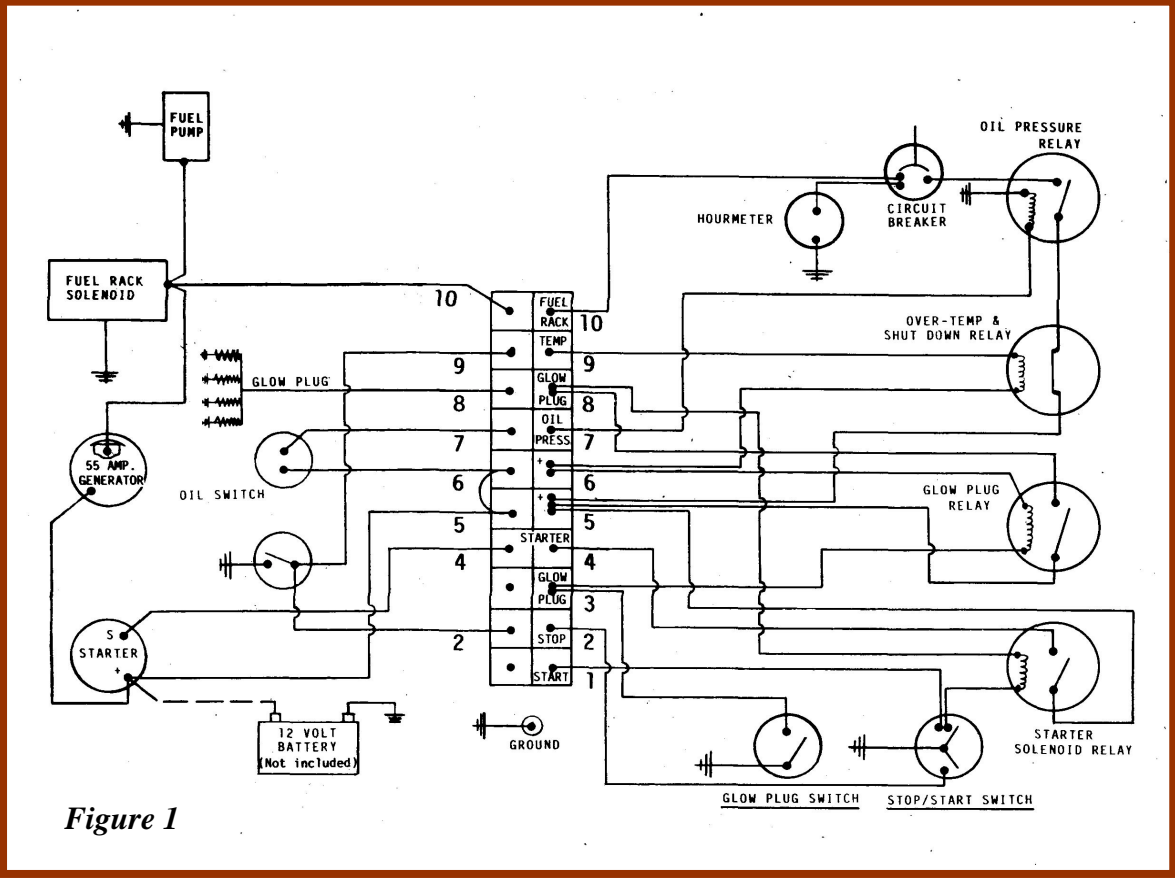 FUEL
PUMP
OIL PRESSURE
RELAY
HOURMETER
CIRCUIT
BREAKER
FUEL RACK
SOLENOID
OVER-TEMP &
SHUT DOWN RELAY
GLOW PLUG
55 AMP.
GENERATOR
OIL SWITCH
10
9
8
7
6
5
4
2
FUEL
RACK
TEMP
GLOW
PLUG
OIL
PRESS
+
+
STARTER
GLOW
PLUG
STOP
START
10
9
8
7
6
5
4
3
2
1
GLOW PLUG
RELAY
S
STARTER
+
12 VOLT
BATTERY
(Not included)
GROUND
STARTER
SOLENOID RELAY
GLOW PLUG SWITCH
STOP/START SWITCH
Figure 1